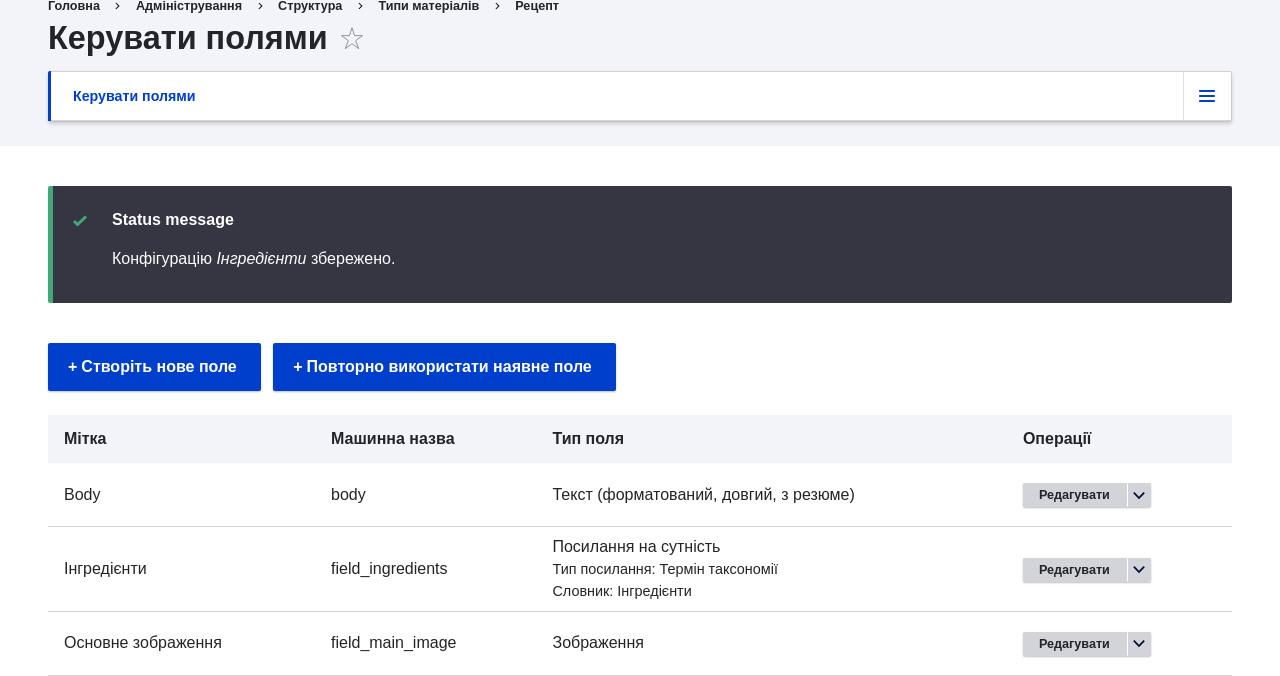 Головна › Адміністрування › Структура › Типи матеріалів › Рецепт
Керувати полями
Керувати полями
Status message
Конфігурацію Інгредієнти збережено.
+ Створіть нове поле + Повторно використати наявне поле
Мітка Машинна назва Тип поля Операції
Body body Текст (форматований, довгий, з резюме) Редагувати
Інгредієнти field_ingredients Посилання на сутність Редагувати
Тип посилання: Термін таксономії
Словник: Інгредієнти
Основне зображення field_main_image Зображення Редагувати